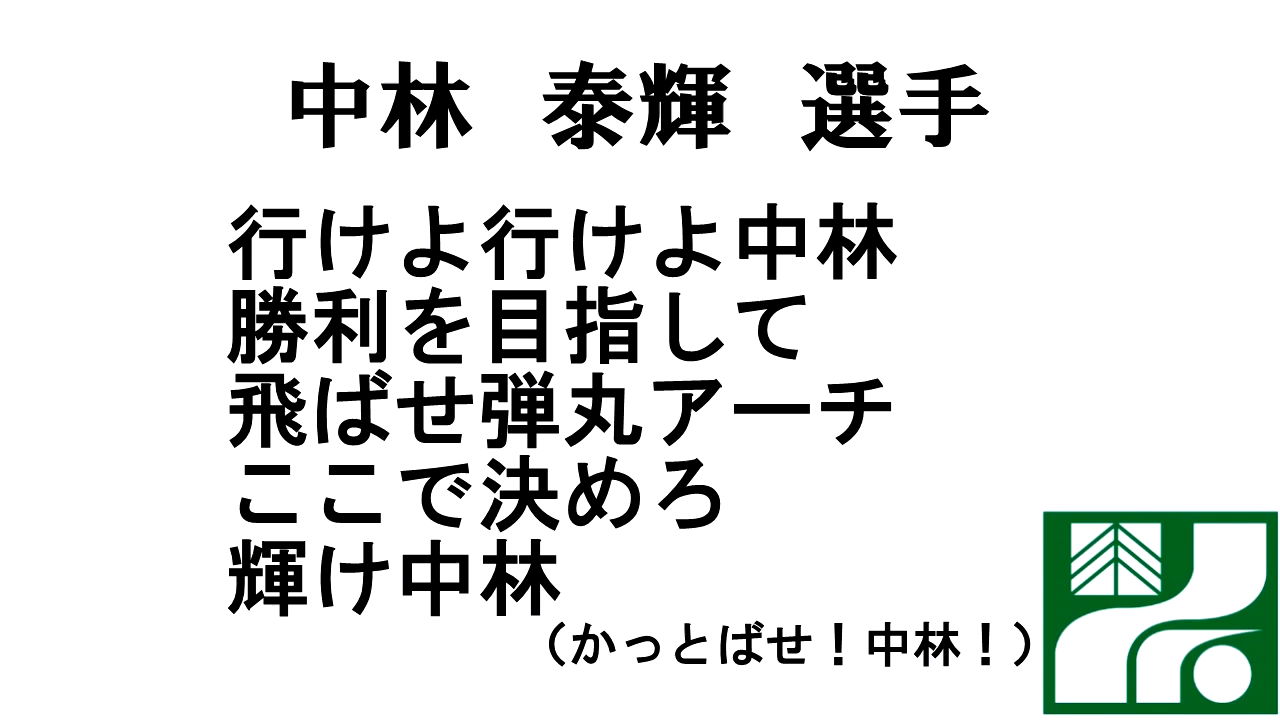 中林　泰輝　選手
行けよ行けよ中林
勝利を目指して
飛ばせ弾丸アーチ
ここで決めろ
輝け中林
（かっとばせ！中林！）